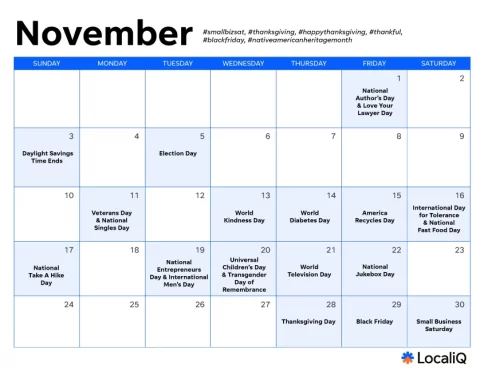 November
#smallbizsat, #thanksgiving, #happythanksgiving, #thankful,
#blackfriday, #nativeamericanheritagemonth
SUNDAY MONDAY TUESDAY WEDNESDAY THURSDAY FRIDAY SATURDAY
1 2
National
Author's Day
& Love Your
Lawyer Day
3 4 5 6 7 8 9
Daylight Savings
Time Ends
Election Day
10 11 12 13 14 15 16
Veterans Day
& National
Singles Day
World
Kindness Day
World
Diabetes Day
America
Recycles Day
International Day
for Tolerance
& National
Fast Food Day
17 18 19 20 21 22 23
National
Take A Hike
Day
National
Entrepreneurs
Day & International
Men's Day
Universal
Children's Day
& Transgender
Day of
Remembrance
World
Television Day
National
Jukebox Day
24 25 26 27 28 29 30
Thanksgiving Day
Black Friday
Small Business
Saturday
LocaliQ